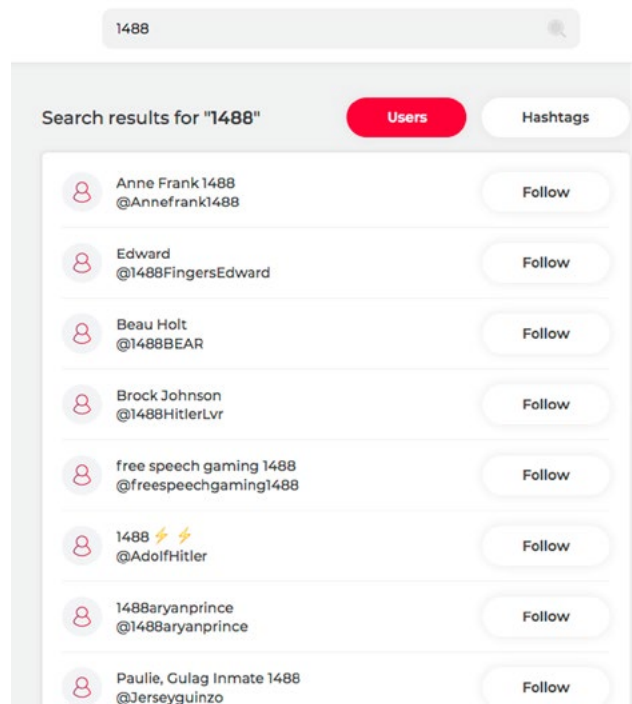 1488
Search results for "1488"
Users
Hashtags
Anne Frank 1488
@Annefrank1488
Follow
Edward
@1488FingersEdward
Follow
Beau Holt
@1488BEAR
Follow
Brock Johnson
@1488HitlerLvr
Follow
free speech gaming 1488
@freespeechgaming1488
Follow
1488 ⚡ ⚡
@AdolfHitler
Follow
1488aryanprince
@1488aryanprince
Follow
Paulie, Gulag Inmate 1488
@Jerseyguinzo
Follow